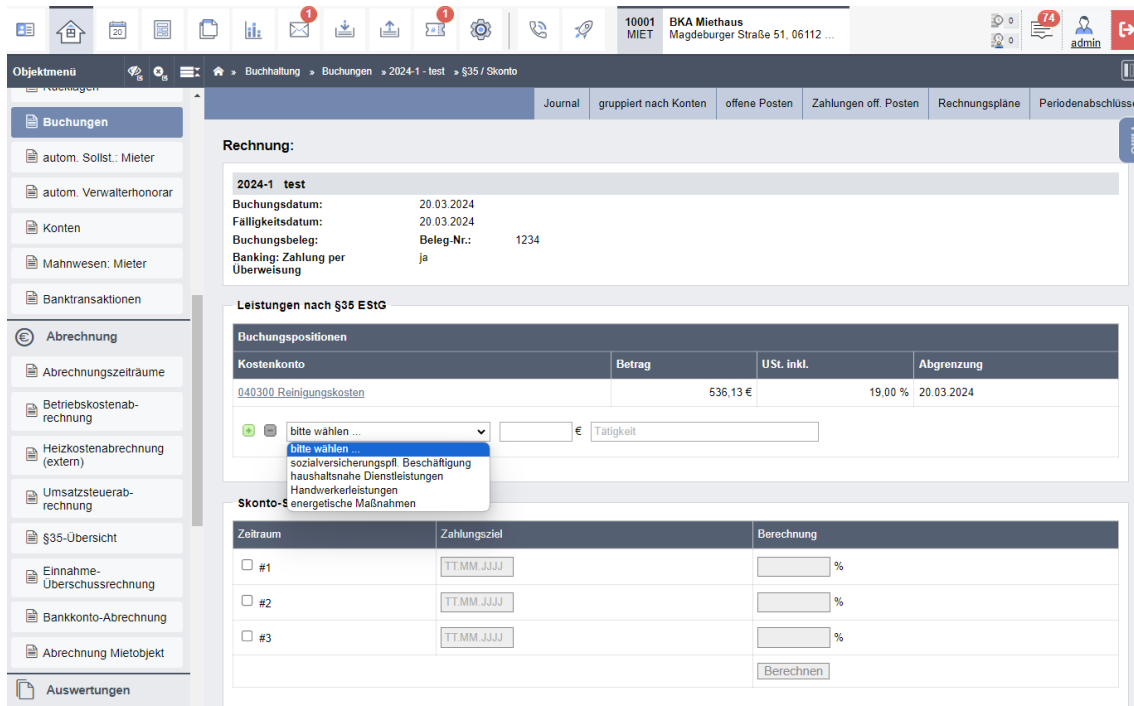 20
1
1
10001
MIET
BKA Miethaus
Magdeburger Straße 51, 06112 ...
0
0
74
admin
Objektmenü
» Buchhaltung » Buchungen » 2024-1 - test » §35 / Skonto
Rücklagen
Buchungen
autom. Sollst.: Mieter
autom. Verwalterhonorar
Konten
Mahnwesen: Mieter
Banktransaktionen
Abrechnung
Abrechnungszeiträume
Betriebskostenab-
rechnung
Heizkostenabrechnung
(extern)
Umsatzsteuerab-
rechnung
§35-Übersicht
Einnahme-
Überschussrechnung
Bankkonto-Abrechnung
Abrechnung Mietobjekt
Auswertungen
Journal gruppiert nach Konten offene Posten Zahlungen off. Posten Rechnungspläne Periodenabschlüsse
Rechnung:
2024-1 test
Buchungsdatum: 20.03.2024
Fälligkeitsdatum: 20.03.2024
Buchungsbeleg: Beleg-Nr.: 1234
Banking: Zahlung per ja
Überweisung
Leistungen nach §35 EStG
Buchungspositionen
Kostenkonto Betrag USt. inkl. Abgrenzung
040300 Reinigungskosten 536,13 € 19,00 % 20.03.2024
bitte wählen ... € Tätigkeit
bitte wählen ...
sozialversicherungspfl. Beschäftigung
haushaltsnahe Dienstleistungen
Handwerkerleistungen
energetische Maßnahmen
Skonto-S
Zeitraum Zahlungsziel Berechnung
#1 TT.MM.JJJJ %
#2 TT.MM.JJJJ %
#3 TT.MM.JJJJ %
Berechnen